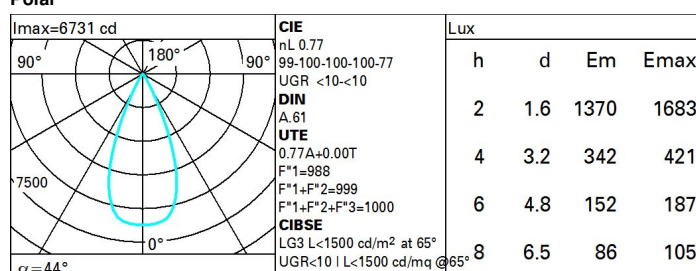 Polar
Imax=6731 cd
90°
180°
90°
7500
0°
α=44°
CIE
nL 0.77
99-100-100-100-77
UGR <10-<10
DIN
A.61
UTE
0.77A+0.00T
F"1=988
F"1+F"2=999
F"1+F"2+F"3=1000
CIBSE
LG3 L<1500 cd/m² at 65°
UGR<10 | L<1500 cd/mq @65°
Lux
h d Em Emax
2 1.6 1370 1683
4 3.2 342 421
6 4.8 152 187
8 6.5 86 105